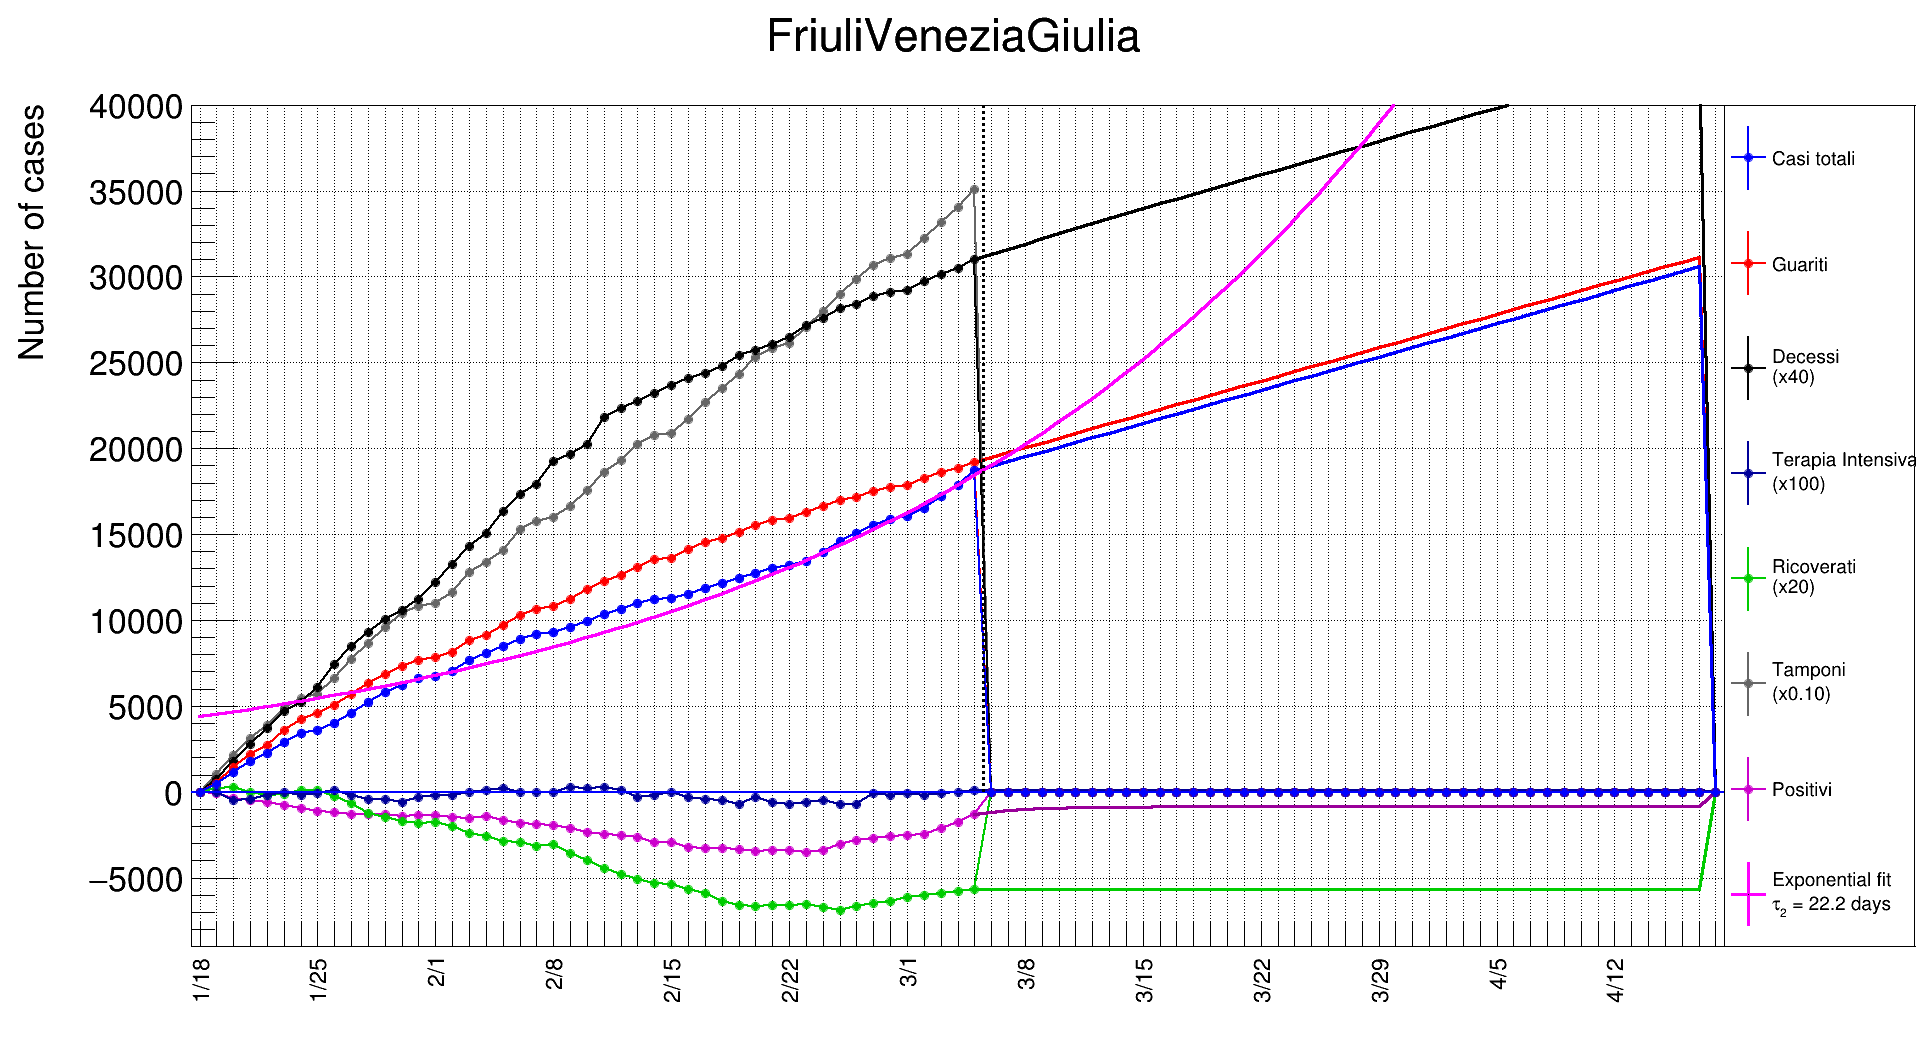 FriuliVeneziaGiulia
Number of cases
40000
35000
30000
25000
20000
15000
10000
5000
0
−5000
1/18
1/25
2/1
2/8
2/15
2/22
3/1
3/8
3/15
3/22
3/29
4/5
4/12
Casi totali
Guariti
Decessi
(x40)
Terapia Intensiva
(x100)
Ricoverati
(x20)
Tamponi
(x0.10)
Positivi
Exponential fit
τ2 = 22.2 days